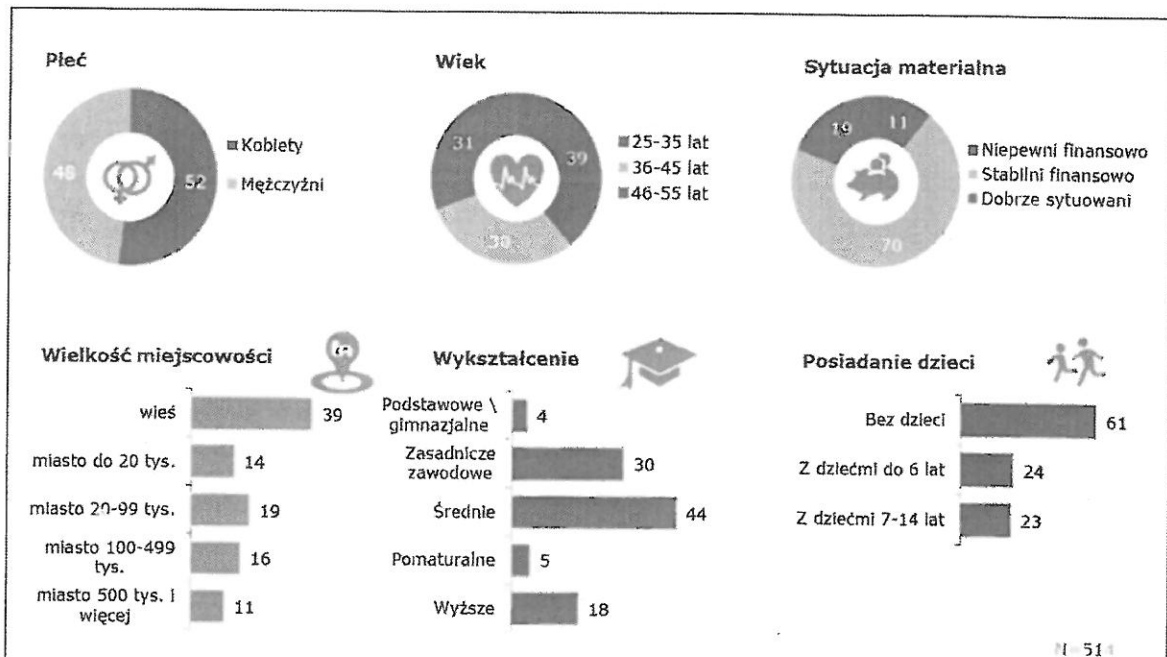 Płeć
48
52
Kobiety
Mężczyźni
Wiek
31
39
30
25-35 lat
36-45 lat
46-55 lat
Sytuacja materialna
19
11
70
Niepewni finansowo
Stabilni finansowo
Dobrze sytuowani
Wielkość miejscowości
wieś 39
miasto do 20 tys. 14
miasto 20-99 tys. 19
miasto 100-499
tys.
16
miasto 500 tys. i
więcej
11
Wykształcenie
Podstawowe \
gimnazjalne
4
Zasadnicze
zawodowe
30
Średnie 44
Pomaturalne 5
Wyższe 18
Posiadanie dzieci
Bez dzieci 61
Z dziećmi do 6 lat 24
Z dziećmi 7-14 lat 23
N=514